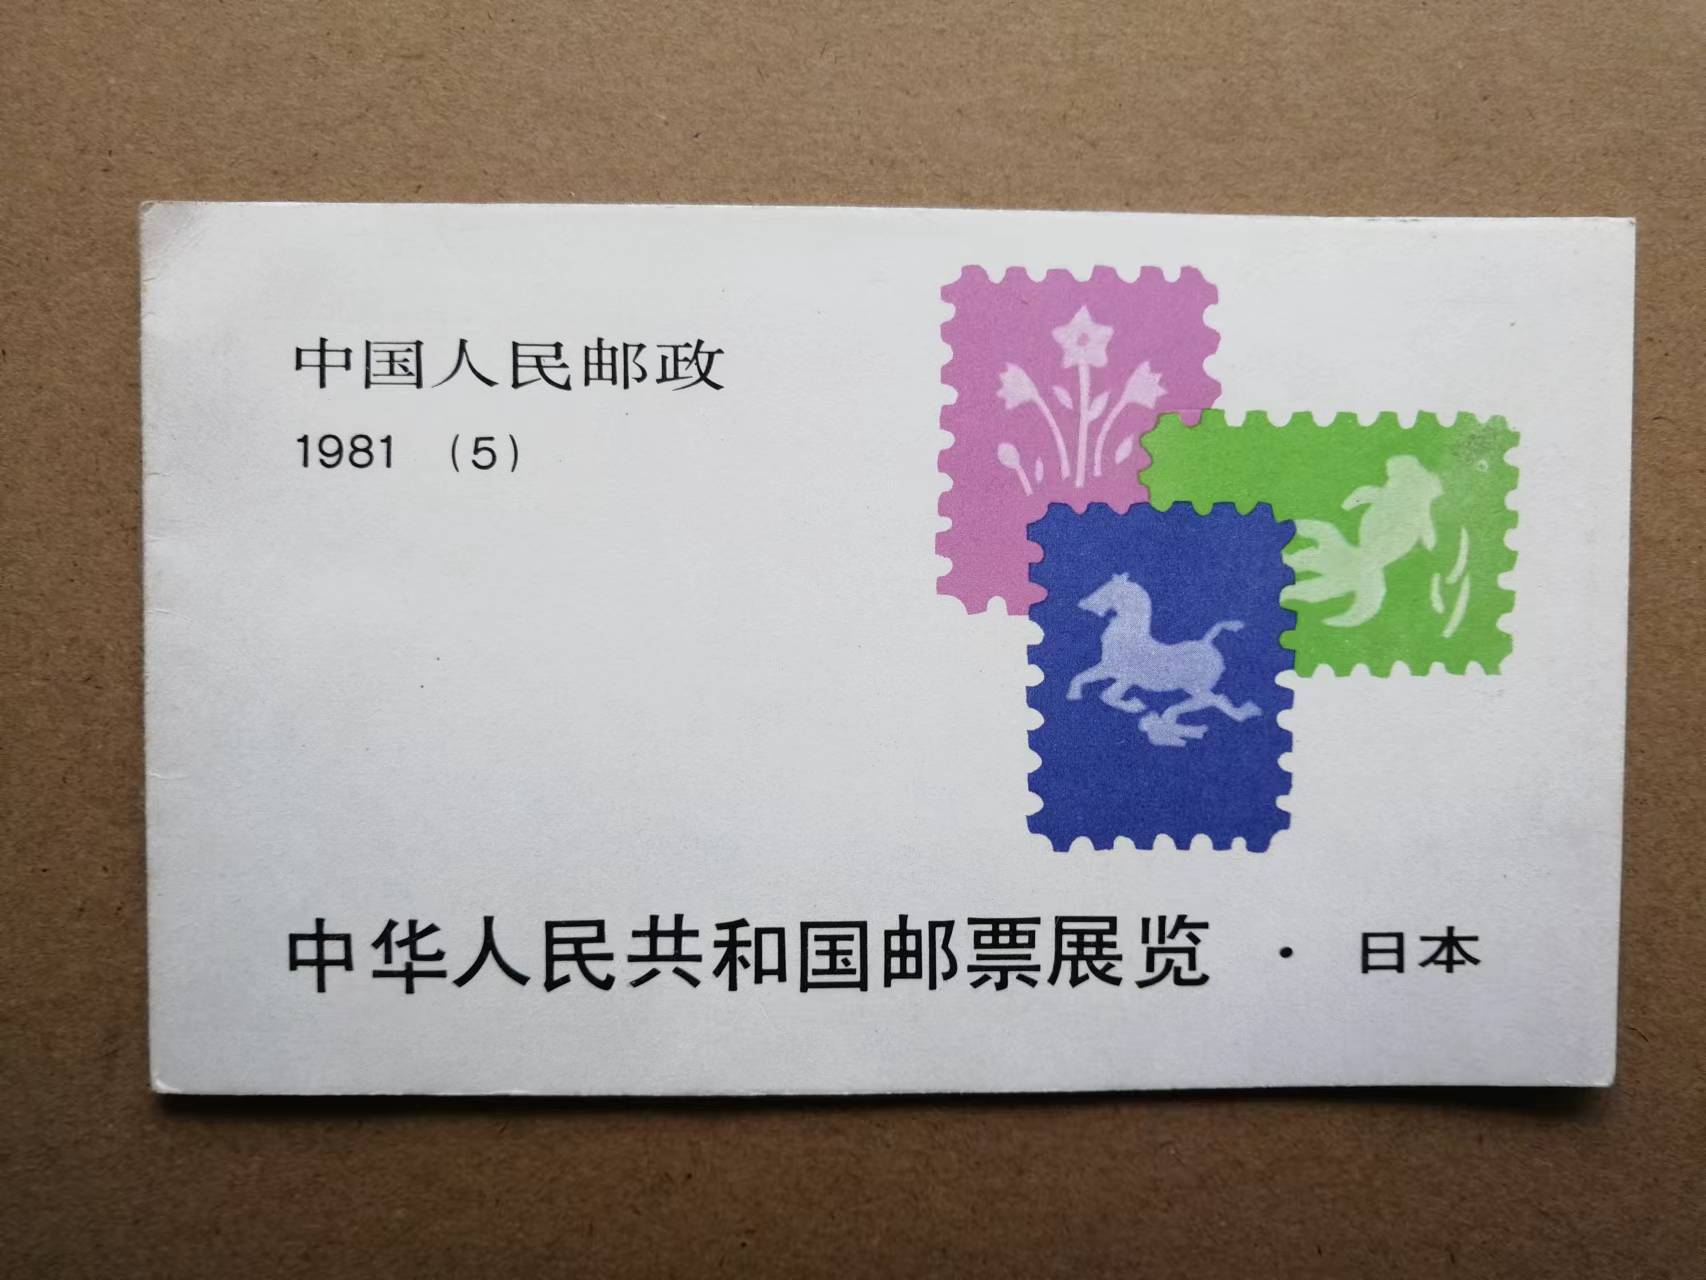 中国人民邮政
1981 (5)
中华人民共和国邮票展览 · 日本